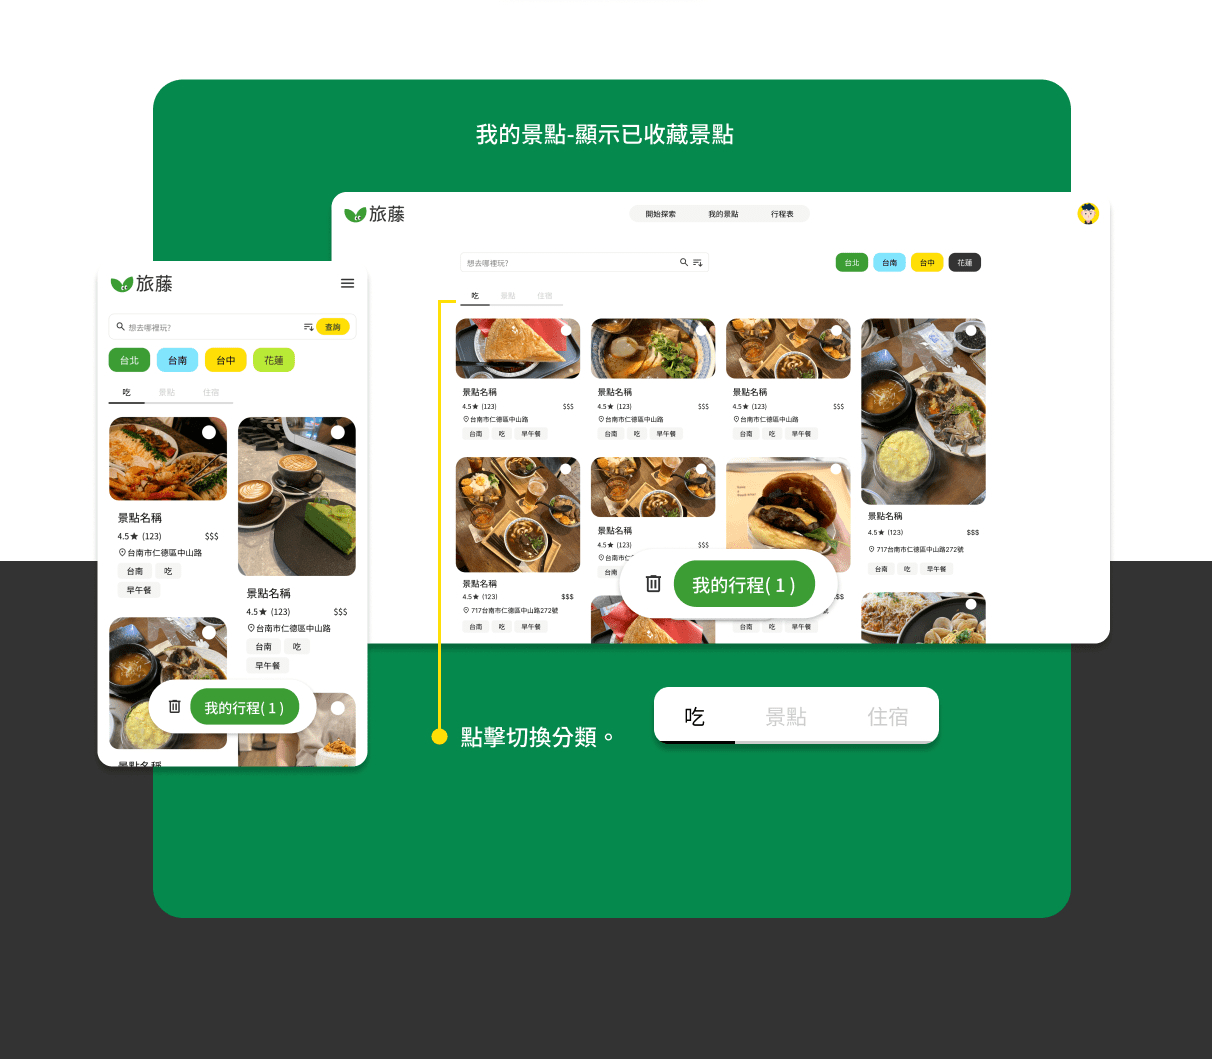 我的景點-顯示已收藏景點
旅藤
開始探索 我的景點 行程表
想去哪裡玩?
台北 台南 台中 花蓮
吃 景點 住宿
景點名稱
4.5★ (123) $$$
台南市仁德區中山路
台南 吃 早午餐
景點名稱
4.5★ (123) $$$
台南市仁德區中山路
台南 吃 早午餐
景點名稱
4.5★ (123) $$$
台南市仁德區中山路
台南 吃 早午餐
景點名稱
4.5★ (123) $$$
717台南市仁德區中山路272號
台南 吃 早午餐
景點名稱
4.5★ (123) $$$
717台南市仁德區中山路272號
台南 吃 早午餐
景點名稱
4.5★ (123) $$$
台南
$$$
台南 吃 早午餐
我的行程( 1 )
旅藤
想去哪裡玩? 查詢
台北 台南 台中 花蓮
吃 景點 住宿
景點名稱
4.5★ (123) $$$
台南市仁德區中山路
台南 吃
早午餐
景點名稱
4.5★ (123) $$$
台南市仁德區中山路
台南 吃
早午餐
我的行程( 1 )
景點名稱
點擊切換分類。
吃 景點 住宿